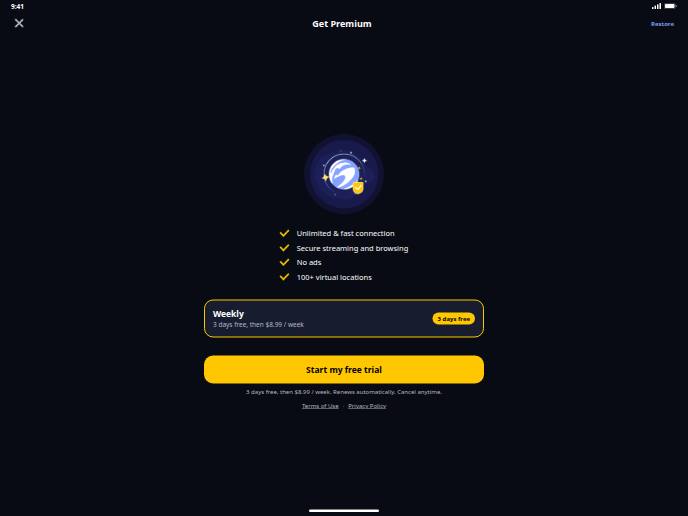 9:41
Get Premium
Restore
Unlimited & fast connection
Secure streaming and browsing
No ads
100+ virtual locations
Weekly
3 days free, then $8.99 / week
3 days free
Start my free trial
3 days free, then $8.99 / week. Renews automatically. Cancel anytime.
Terms of Use · Privacy Policy